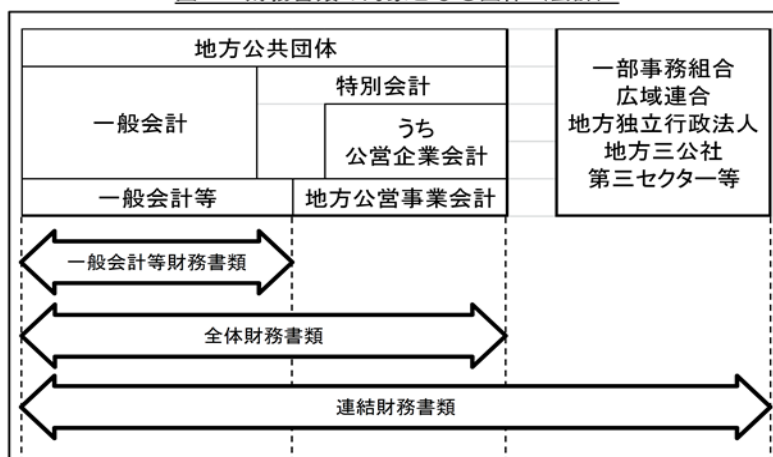 地方公共団体
一般会計
特別会計
うち
公営企業会計
一般会計等
地方公営事業会計
一部事務組合
広域連合
地方独立行政法人
地方三公社
第三セクター等
一般会計等財務書類
全体財務書類
連結財務書類